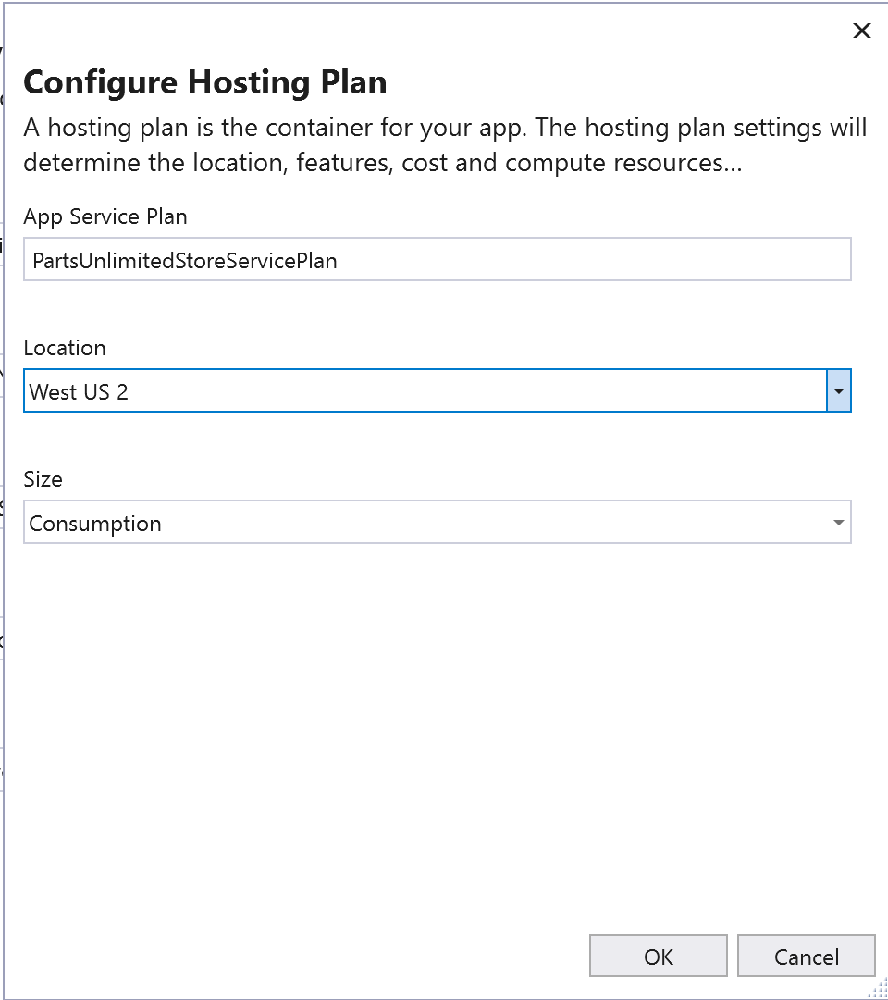 Configure Hosting Plan
A hosting plan is the container for your app. The hosting plan settings will
determine the location, features, cost and compute resources...
App Service Plan
PartsUnlimitedStoreServicePlan
Location
West US 2
Size
Consumption
OK
Cancel